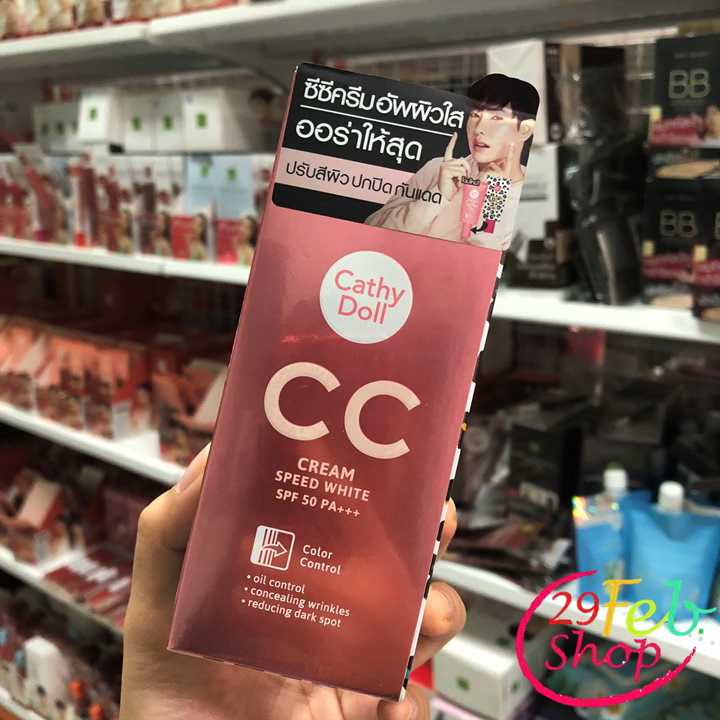 ซีซีครีมอัพผิวใส
ออร่าให้สุด
ปรับสีผิว ปกปิด กันแดด
Cathy
Doll
CC
CREAM
SPEED WHITE
SPF 50 PA+++
Color
Control
• oil control
• concealing wrinkles
• reducing dark spot
BB
BB
29Feb.
Shop